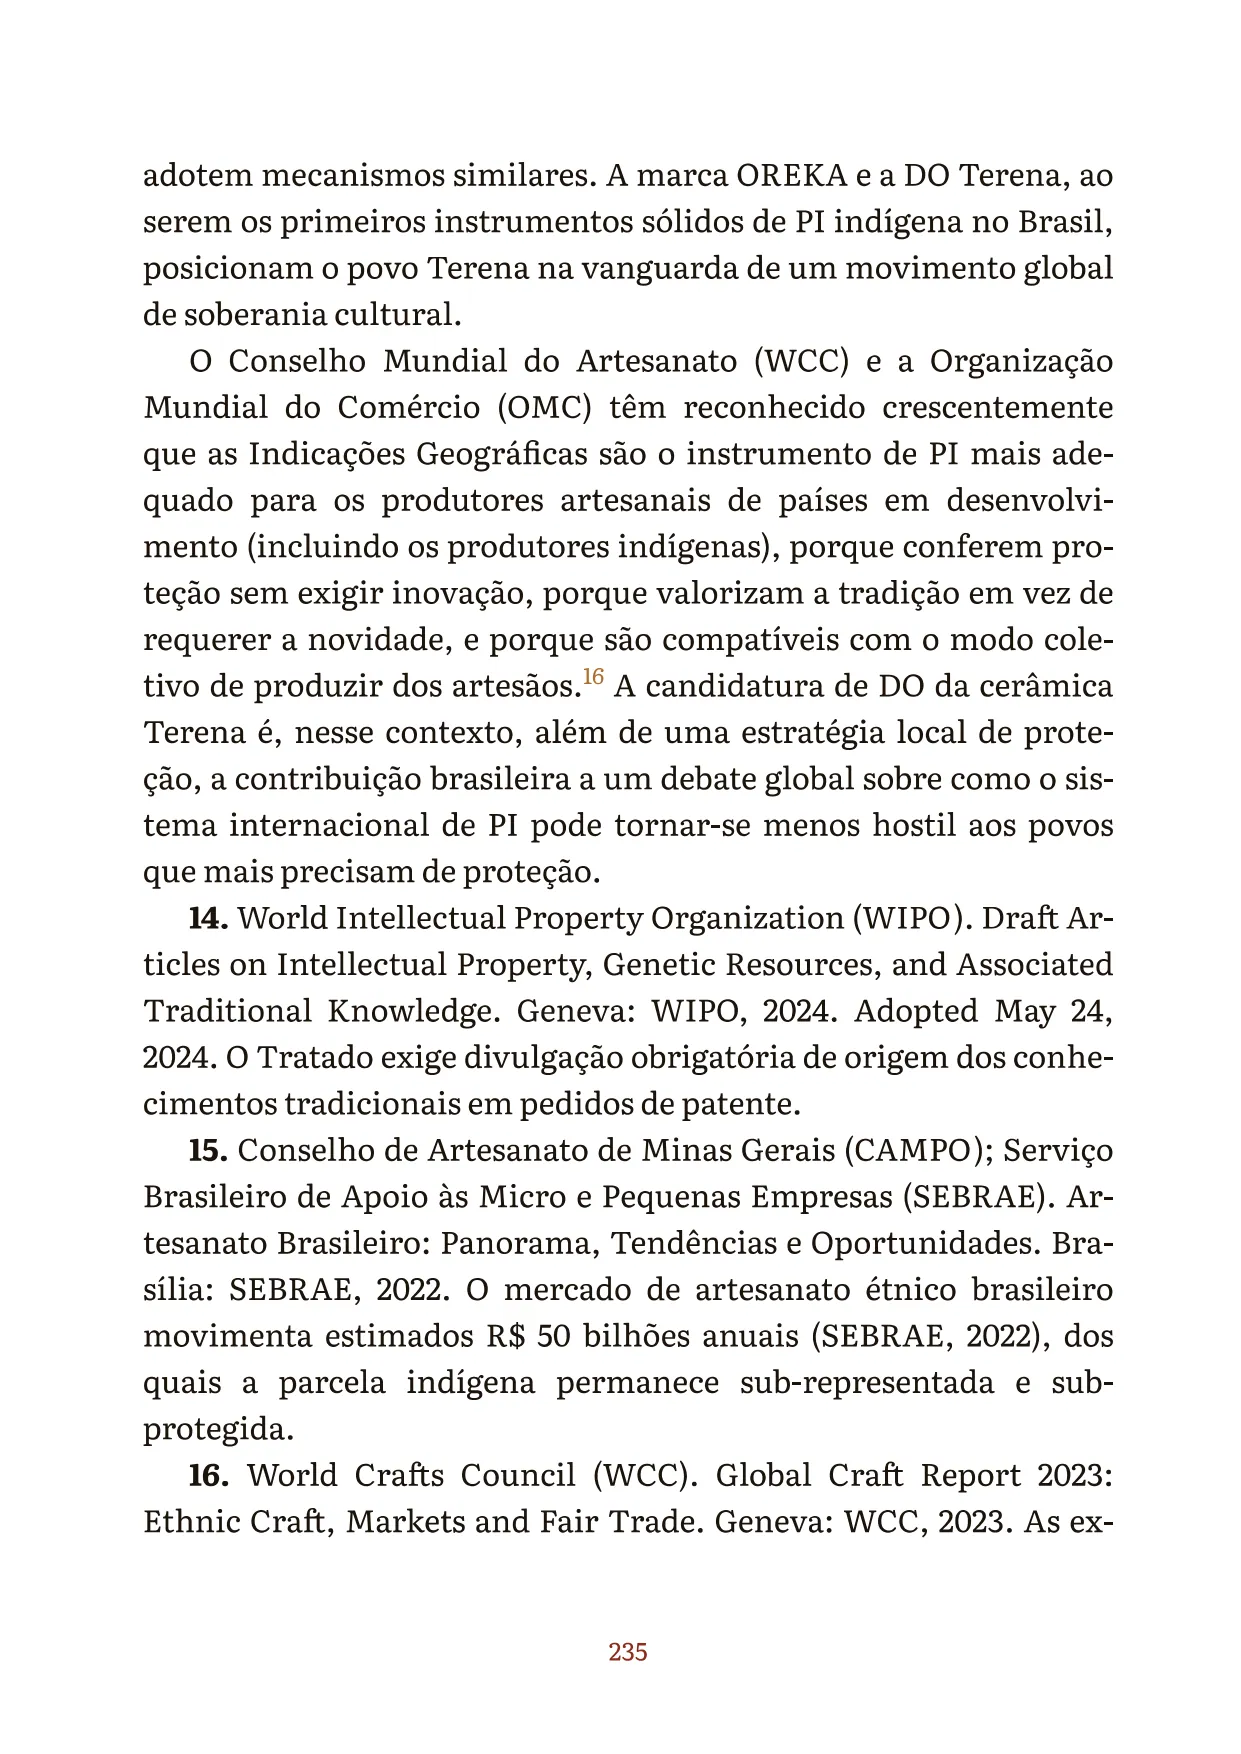 adotem mecanismos similares. A marca OREKA e a DO Terena, ao
serem os primeiros instrumentos sólidos de PI indígena no Brasil,
posicionam o povo Terena na vanguarda de um movimento global
de soberania cultural.
O Conselho Mundial do Artesanato (WCC) e a Organização
Mundial do Comércio (OMC) têm reconhecido crescentemente
que as Indicações Geográficas são o instrumento de PI mais ade-
quado para os produtores artesanais de países em desenvolvi-
mento (incluindo os produtores indígenas), porque conferem pro-
teção sem exigir inovação, porque valorizam a tradição em vez de
requerer a novidade, e porque são compatíveis com o modo cole-
tivo de produzir dos artesãos.16 A candidatura de DO da cerâmica
Terena é, nesse contexto, além de uma estratégia local de prote-
ção, a contribuição brasileira a um debate global sobre como o sis-
tema internacional de PI pode tornar-se menos hostil aos povos
que mais precisam de proteção.
14. World Intellectual Property Organization (WIPO). Draft Ar-
ticles on Intellectual Property, Genetic Resources, and Associated
Traditional Knowledge. Geneva: WIPO, 2024. Adopted May 24,
2024. O Tratado exige divulgação obrigatória de origem dos conhe-
cimentos tradicionais em pedidos de patente.
15. Conselho de Artesanato de Minas Gerais (CAMPO); Serviço
Brasileiro de Apoio às Micro e Pequenas Empresas (SEBRAE). Ar-
tesanato Brasileiro: Panorama, Tendências e Oportunidades. Bra-
sília: SEBRAE, 2022. O mercado de artesanato étnico brasileiro
movimenta estimados R$ 50 bilhões anuais (SEBRAE, 2022), dos
quais a parcela indígena permanece sub-representada e sub-
protegida.
16. World Crafts Council (WCC). Global Craft Report 2023:
Ethnic Craft, Markets and Fair Trade. Geneva: WCC, 2023. As ex-
235